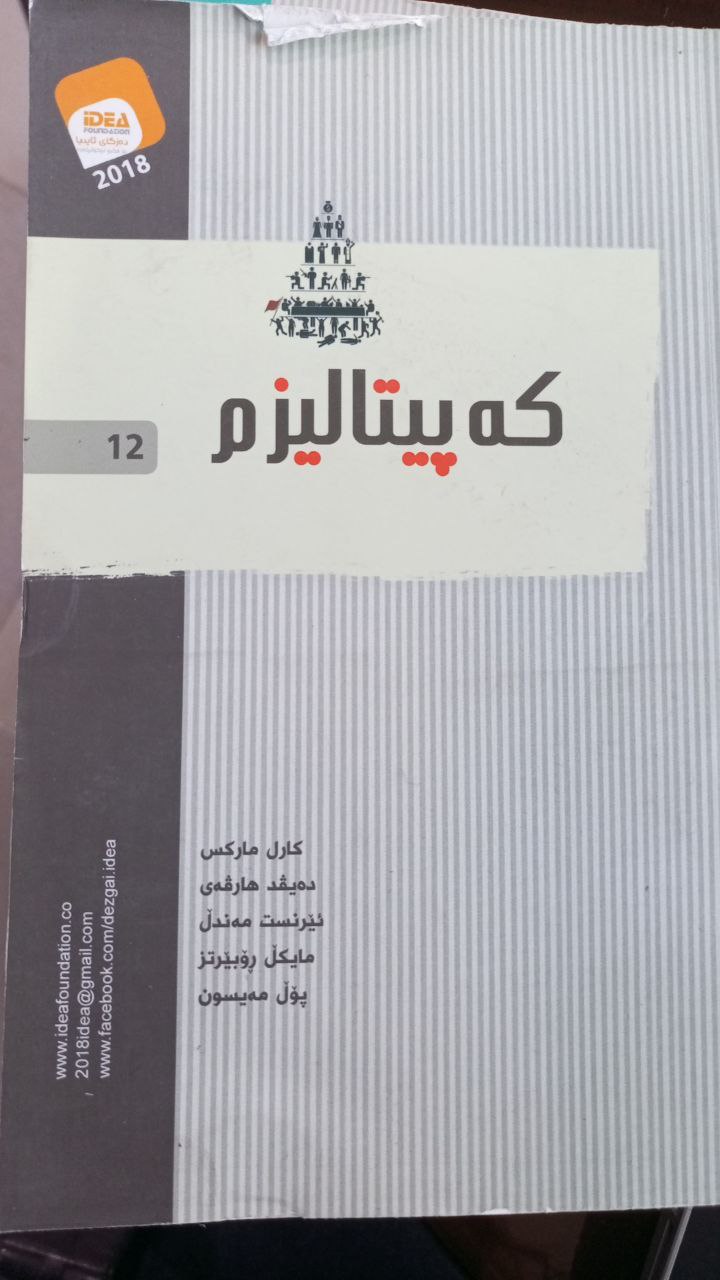 IDEA
FOUNDATION
دەزگای ئایدیا
2018
کەپیتالیزم
12
کارل مارکس
دەیڤد هارڤەی
ئێرنست مەندڵ
مایکڵ ڕۆبێرتز
پۆڵ مەیسون
www.ideafoundation.co
2018idea@gmail.com
www.facebook.com/dezgai.idea